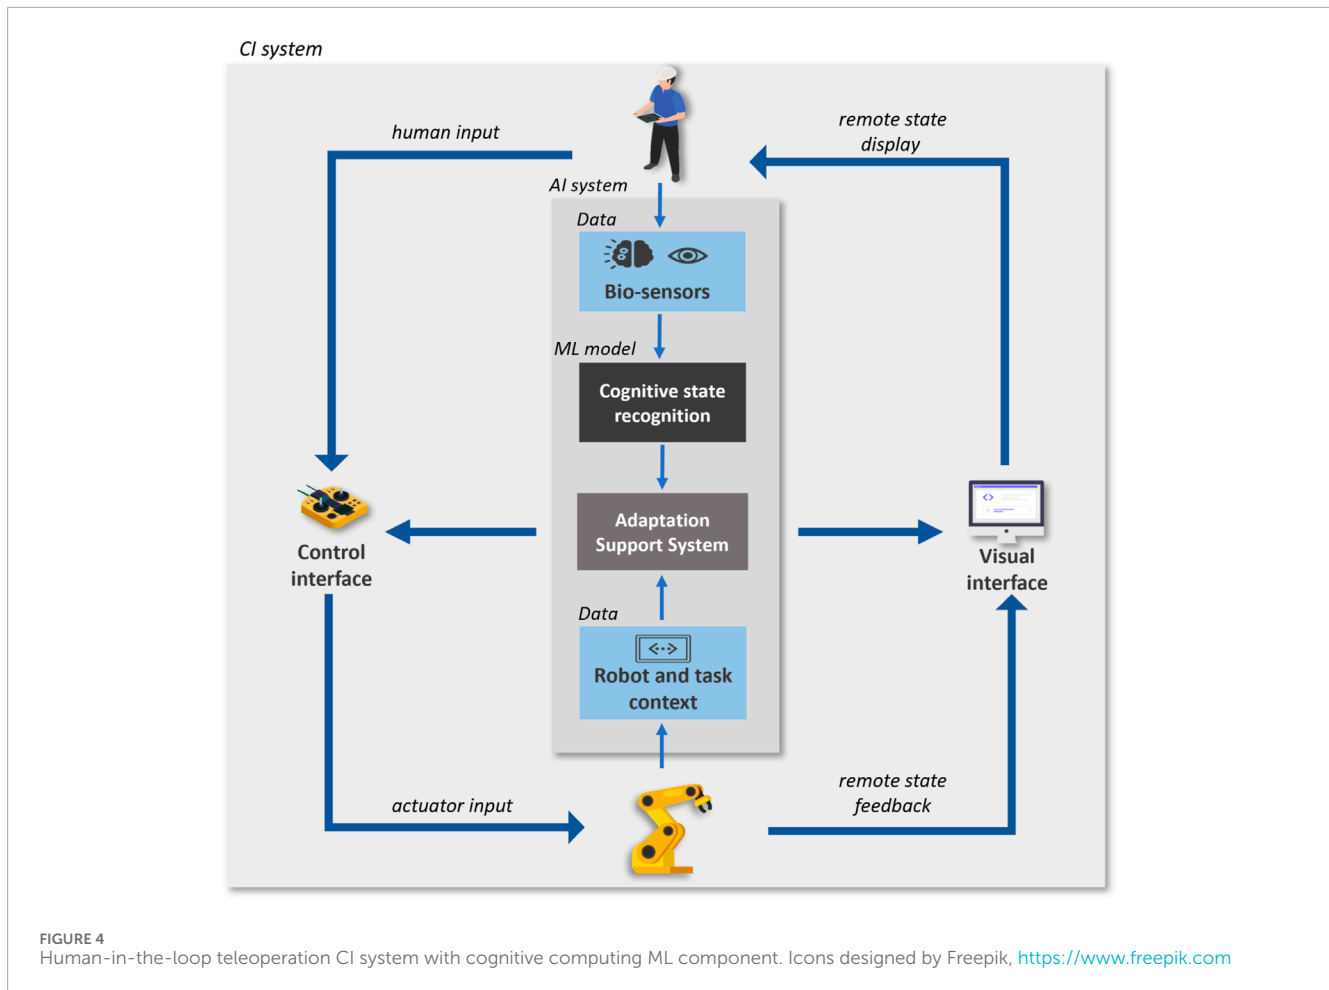 CI system
human input
remote state
display
AI system
Data
Bio-sensors
ML model
Cognitive state
recognition
Adaptation
Support System
Control
interface
Visual
interface
Data
Robot and task
context
actuator input
remote state
feedback
FIGURE 4
Human-in-the-loop teleoperation CI system with cognitive computing ML component. Icons designed by Freepik, https://www.freepik.com